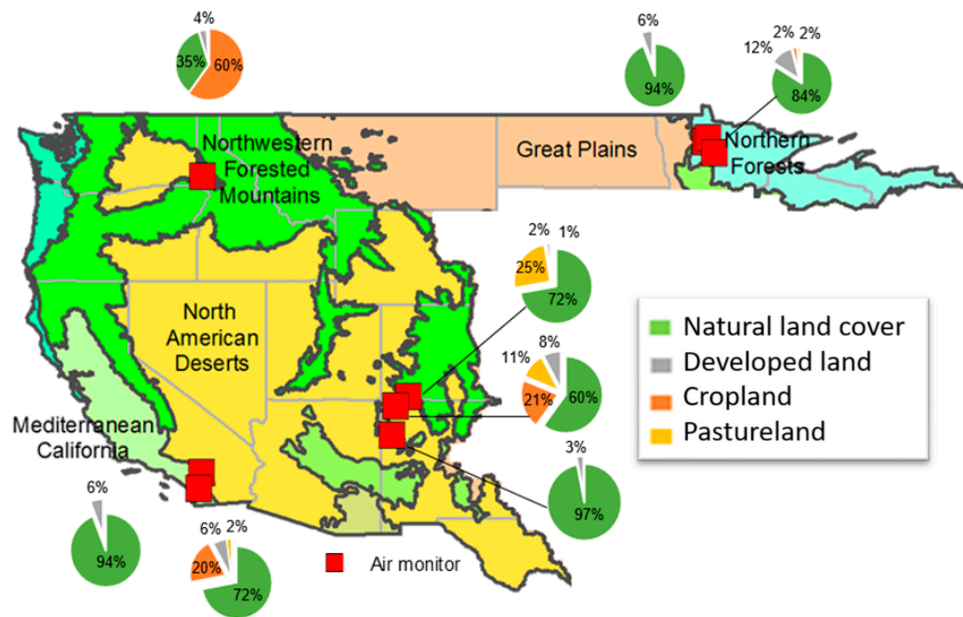 4%
35%
60%
6%
94%
2% 2%
12%
84%
Northwestern
Forested
Mountains
Great Plains
Northern
Forests
2% 1%
25%
72%
North
American
Deserts
8%
11%
21%
60%
Natural land cover
Developed land
Cropland
Pastureland
Mediterranean
California
3%
97%
6%
94%
6% 2%
20%
72%
Air monitor